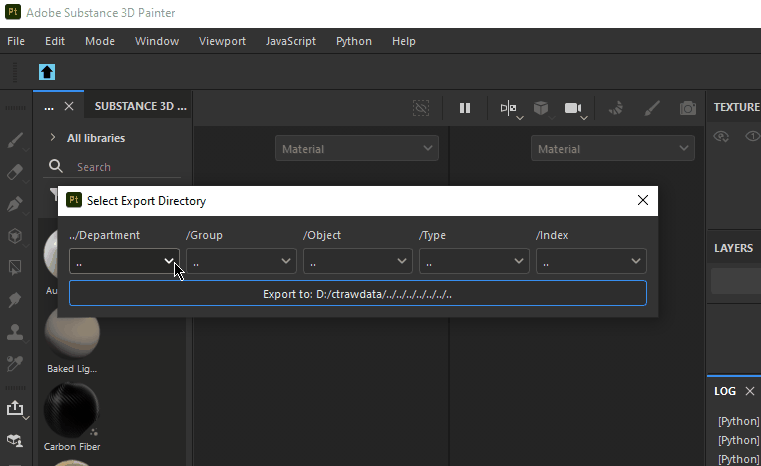 Pt Adobe Substance 3D Painter
File Edit Mode Window Viewport JavaScript Python Help
... SUBSTANCE 3D ...
TEXTURE
All libraries
Search
Material
Material
Pt Select Export Directory
../Department /Group /Object /Type /Index
.. .. .. .. ..
Export to: D:/ctrawdata/../../../../../../..
LAYERS
Au
Baked Lig...
Carbon Fiber
LOG
[Python]
[Python]
[Python]